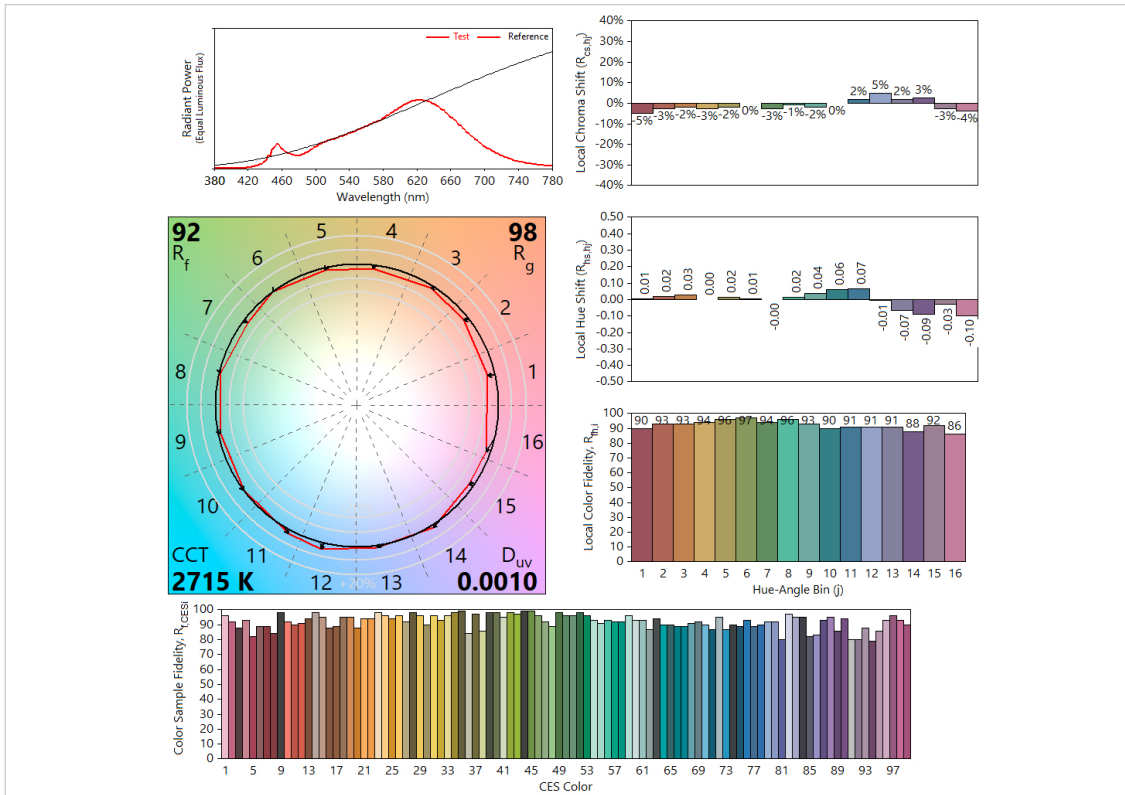 Test Reference
Radiant Power
(Equal Luminous Flux)
380 420 460 500 540 580 620 660 700 740 780
Wavelength (nm)
Local Chroma Shift (Rcs,hj)
40%
30%
20%
10%
0%
-10%
-20%
-30%
-40%
-5% -3% -2% -3% -2% 0% -3% -1% -2% 0% 2% 5% 2% 3% -3% -4%
92
Rf
98
Rg
1
2
3
4
5
6
7
8
9
10
11
12
13
14
15
16
+20%
CCT
2715 K
Duv
0.0010
Local Hue Shift (Rhs,hj)
0.50
0.40
0.30
0.20
0.10
0.00
-0.10
-0.20
-0.30
-0.40
-0.50
0.01 0.02 0.03 0.00 0.02 0.01 -0.00 0.02 0.04 0.06 0.07 -0.01 -0.07 -0.09 -0.03 -0.10
Local Color Fidelity, Rfh,i
100
90
80
70
60
50
40
30
20
10
0
90 93 93 94 96 97 94 96 93 90 91 91 91 88 92 86
1 2 3 4 5 6 7 8 9 10 11 12 13 14 15 16
Hue-Angle Bin (j)
Color Sample Fidelity, Rf,CESi
100
90
80
70
60
50
40
30
20
10
0
1 5 9 13 17 21 25 29 33 37 41 45 49 53 57 61 65 69 73 77 81 85 89 93 97
CES Color